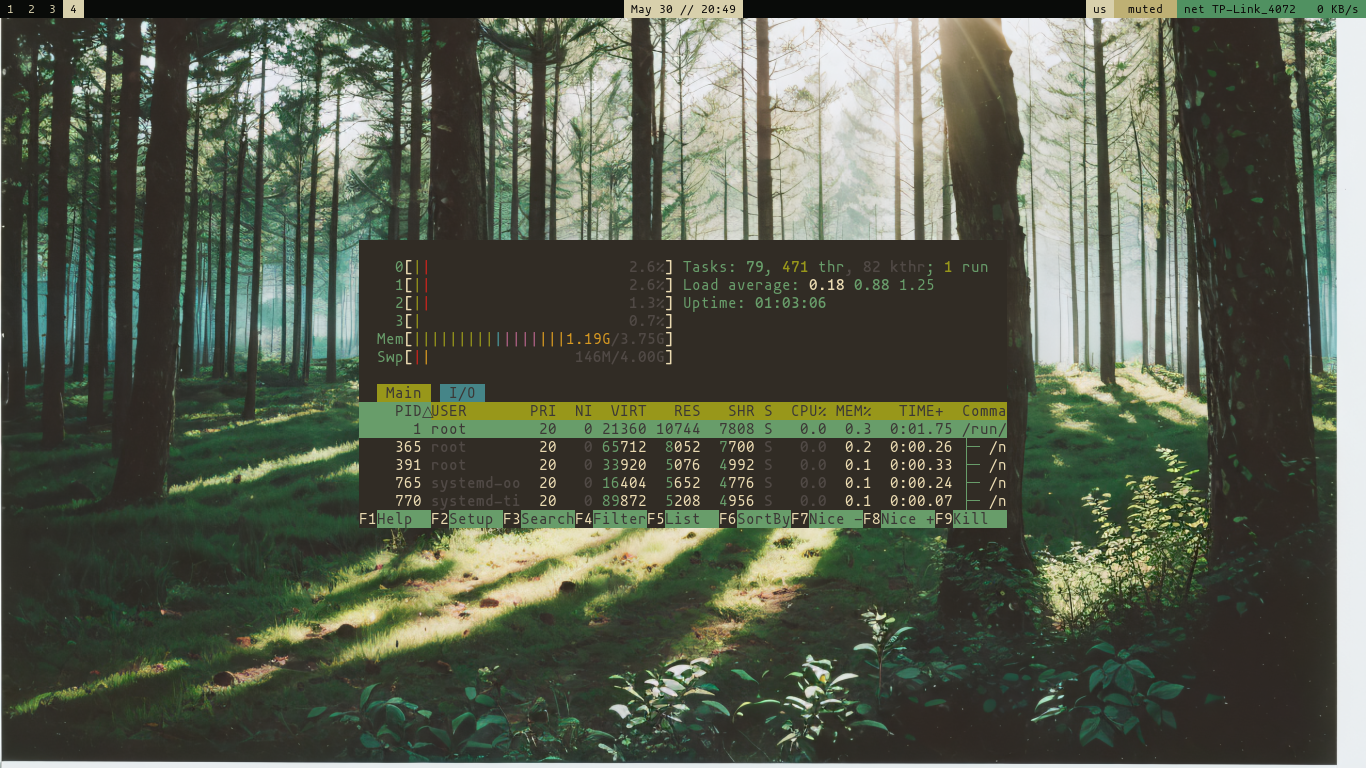 1 2 3 4 May 30 // 20:49 us muted net TP-Link_4072 0 KB/s
0[|| 2.6%] Tasks: 79, 471 thr, 82 kthr; 1 run
1[|| 2.6%] Load average: 0.18 0.88 1.25
2[|| 1.3%] Uptime: 01:03:06
3[| 0.7%]
Mem[|||||||||||||||||1.19G/3.75G]
Swp[|| 146M/4.00G]
Main I/O
PID△USER PRI NI VIRT RES SHR S CPU% MEM% TIME+ Comma
1 root 20 0 21360 10744 7808 S 0.0 0.3 0:01.75 /run/
365 root 20 0 65712 8052 7700 S 0.0 0.2 0:00.26 ├─ /n
391 root 20 0 33920 5076 4992 S 0.0 0.1 0:00.33 ├─ /n
765 systemd-oo 20 0 16404 5652 4776 S 0.0 0.1 0:00.24 ├─ /n
770 systemd-ti 20 0 89872 5208 4956 S 0.0 0.1 0:00.07 ├─ /n
F1Help F2Setup F3SearchF4FilterF5List F6SortByF7Nice -F8Nice +F9Kill